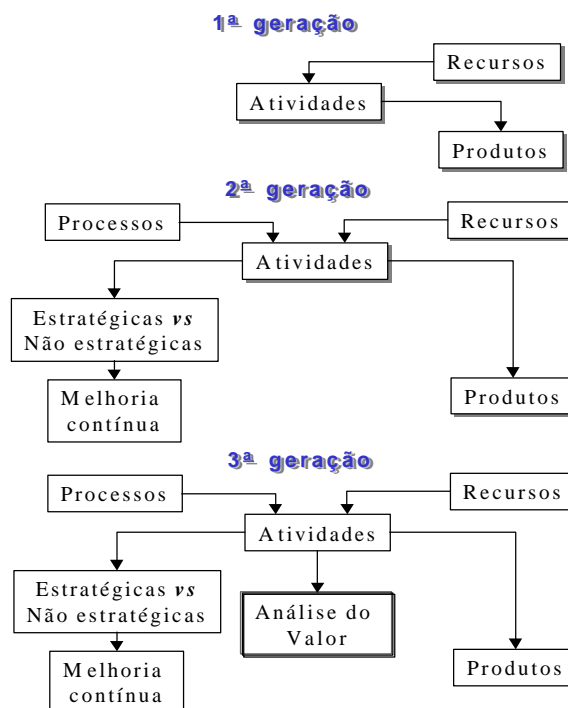 1ª geração
Recursos
Atividades
Produtos
2ª geração
Processos
Recursos
Atividades
Estratégicas vs
Não estratégicas
Melhoria
contínua
Produtos
3ª geração
Processos
Recursos
Atividades
Estratégicas vs
Não estratégicas
Análise do
Valor
Melhoria
contínua
Produtos